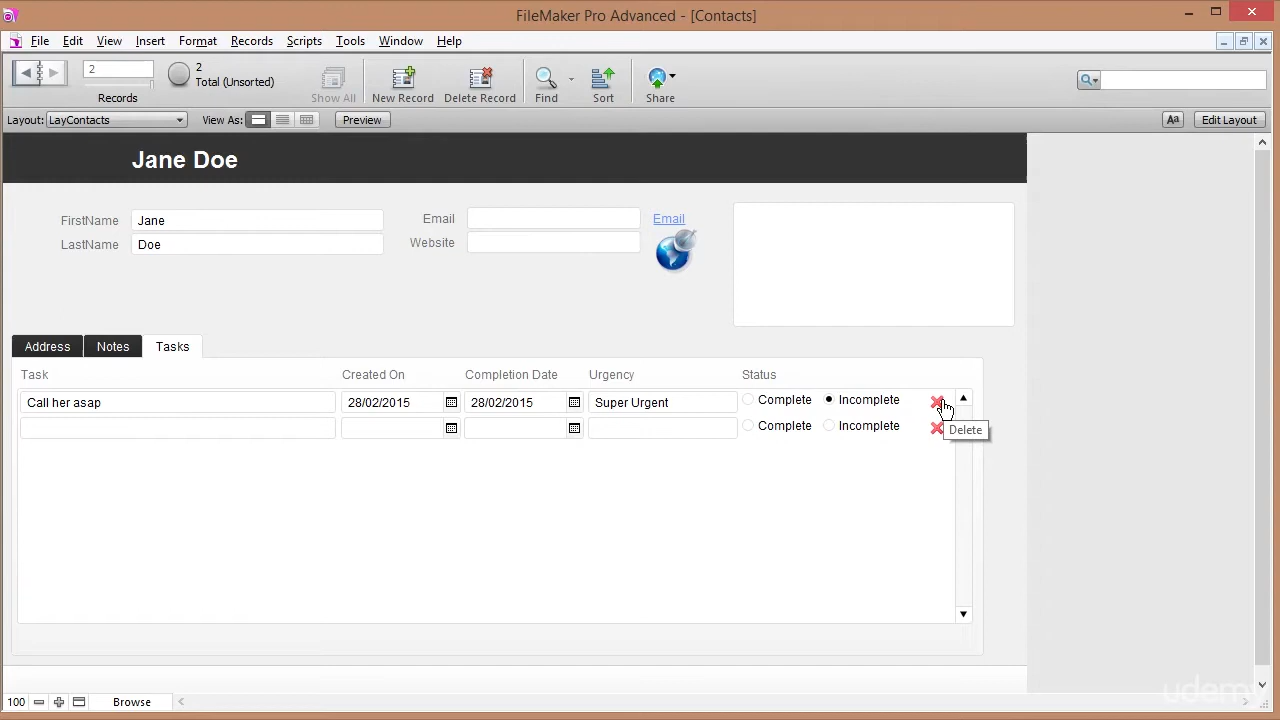 FileMaker Pro Advanced - [Contacts]
File Edit View Insert Format Records Scripts Tools Window Help
2
2
Total (Unsorted)
Records
Show All
New Record
Delete Record
Find
Sort
Share
Layout: LayContacts
View As:
Preview
Aa
Edit Layout
Jane Doe
FirstName Jane
LastName Doe
Email
Email
Website
Address Notes Tasks
Task Created On Completion Date Urgency Status
Call her asap 28/02/2015 28/02/2015 Super Urgent Complete Incomplete
Complete Incomplete
Delete
100
Browse
udemy